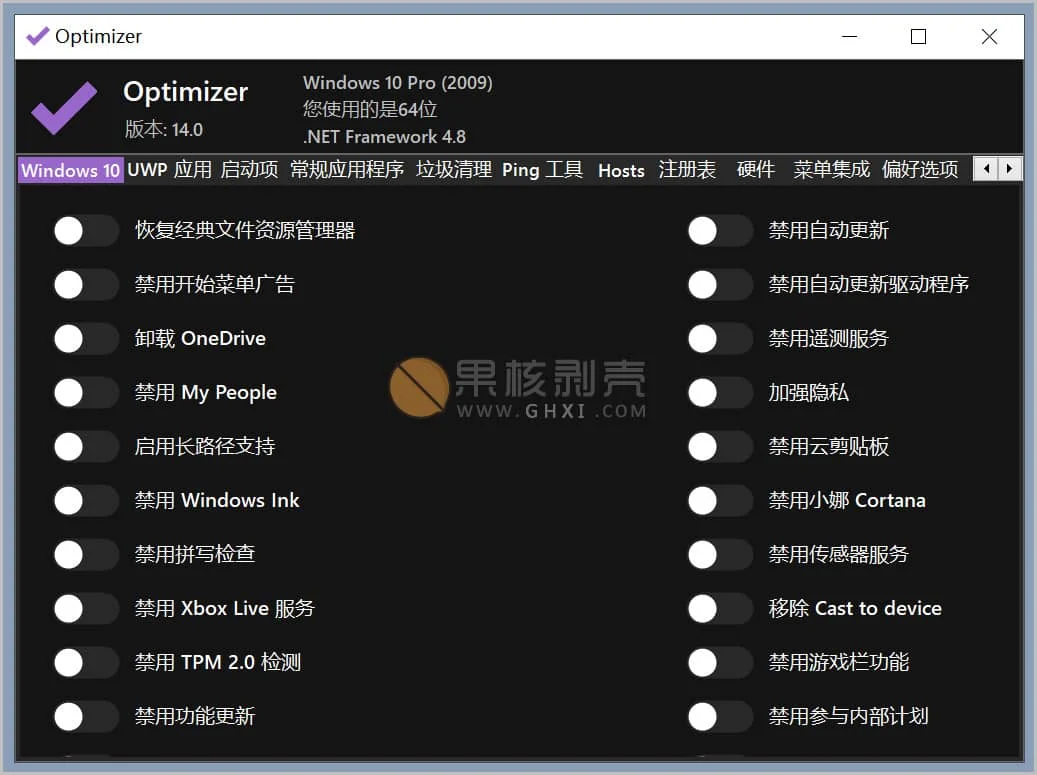 Optimizer
Optimizer
版本: 14.0
Windows 10 Pro (2009)
您使用的是64位
.NET Framework 4.8
Windows 10 UWP 应用 启动项 常规应用程序 垃圾清理 Ping 工具 Hosts 注册表 硬件 菜单集成 偏好选项
恢复经典文件资源管理器
禁用开始菜单广告
卸载 OneDrive
禁用 My People
启用长路径支持
禁用 Windows Ink
禁用拼写检查
禁用 Xbox Live 服务
禁用 TPM 2.0 检测
禁用功能更新
果核剥壳
WWW.GHXI.COM
禁用自动更新
禁用自动更新驱动程序
禁用遥测服务
加强隐私
禁用云剪贴板
禁用小娜 Cortana
禁用传感器服务
移除 Cast to device
禁用游戏栏功能
禁用参与内部计划